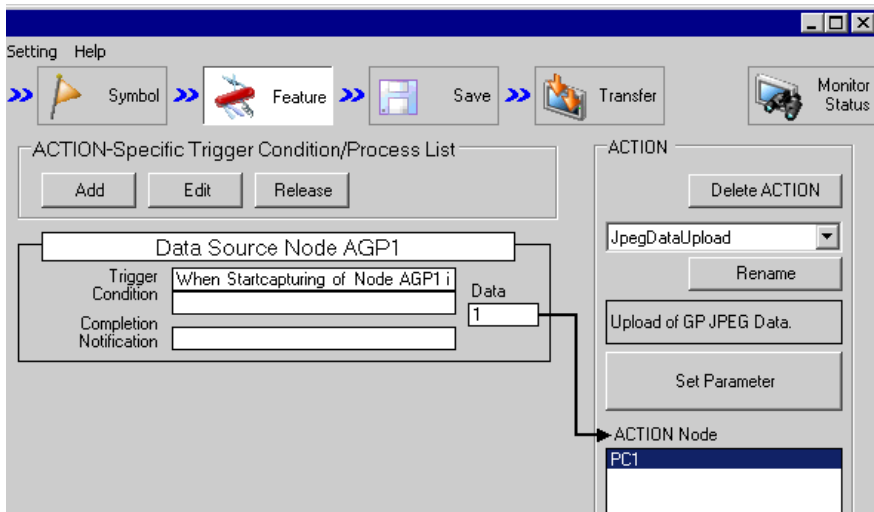 Setting Help
Symbol Feature Save Transfer Monitor Status
ACTION-Specific Trigger Condition/Process List
Add Edit Release
Data Source Node AGP1
Trigger Condition When Startcapturing of Node AGP1 i
Data
1
Completion Notification
ACTION
Delete ACTION
JpegDataUpload
Rename
Upload of GP JPEG Data.
Set Parameter
ACTION Node
PC1